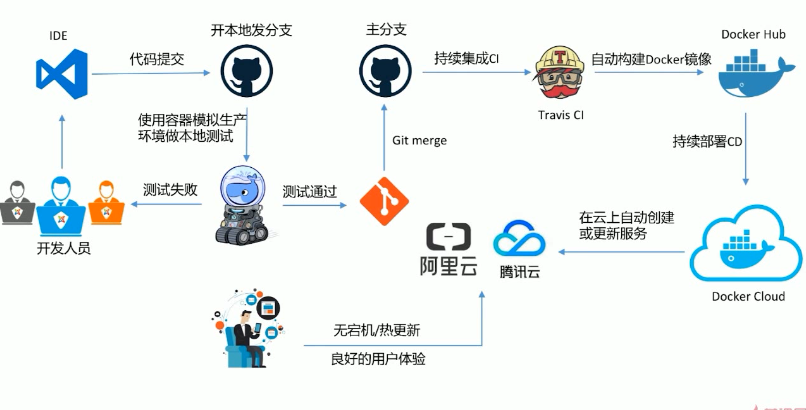 IDE
代码提交
开本地发分支
主分支
持续集成CI
Travis CI
自动构建Docker镜像
Docker Hub
使用容器模拟生产
环境做本地测试
Git merge
持续部署CD
测试失败
测试通过
开发人员
阿里云
腾讯云
在云上自动创建
或更新服务
Docker Cloud
无宕机/热更新
良好的用户体验